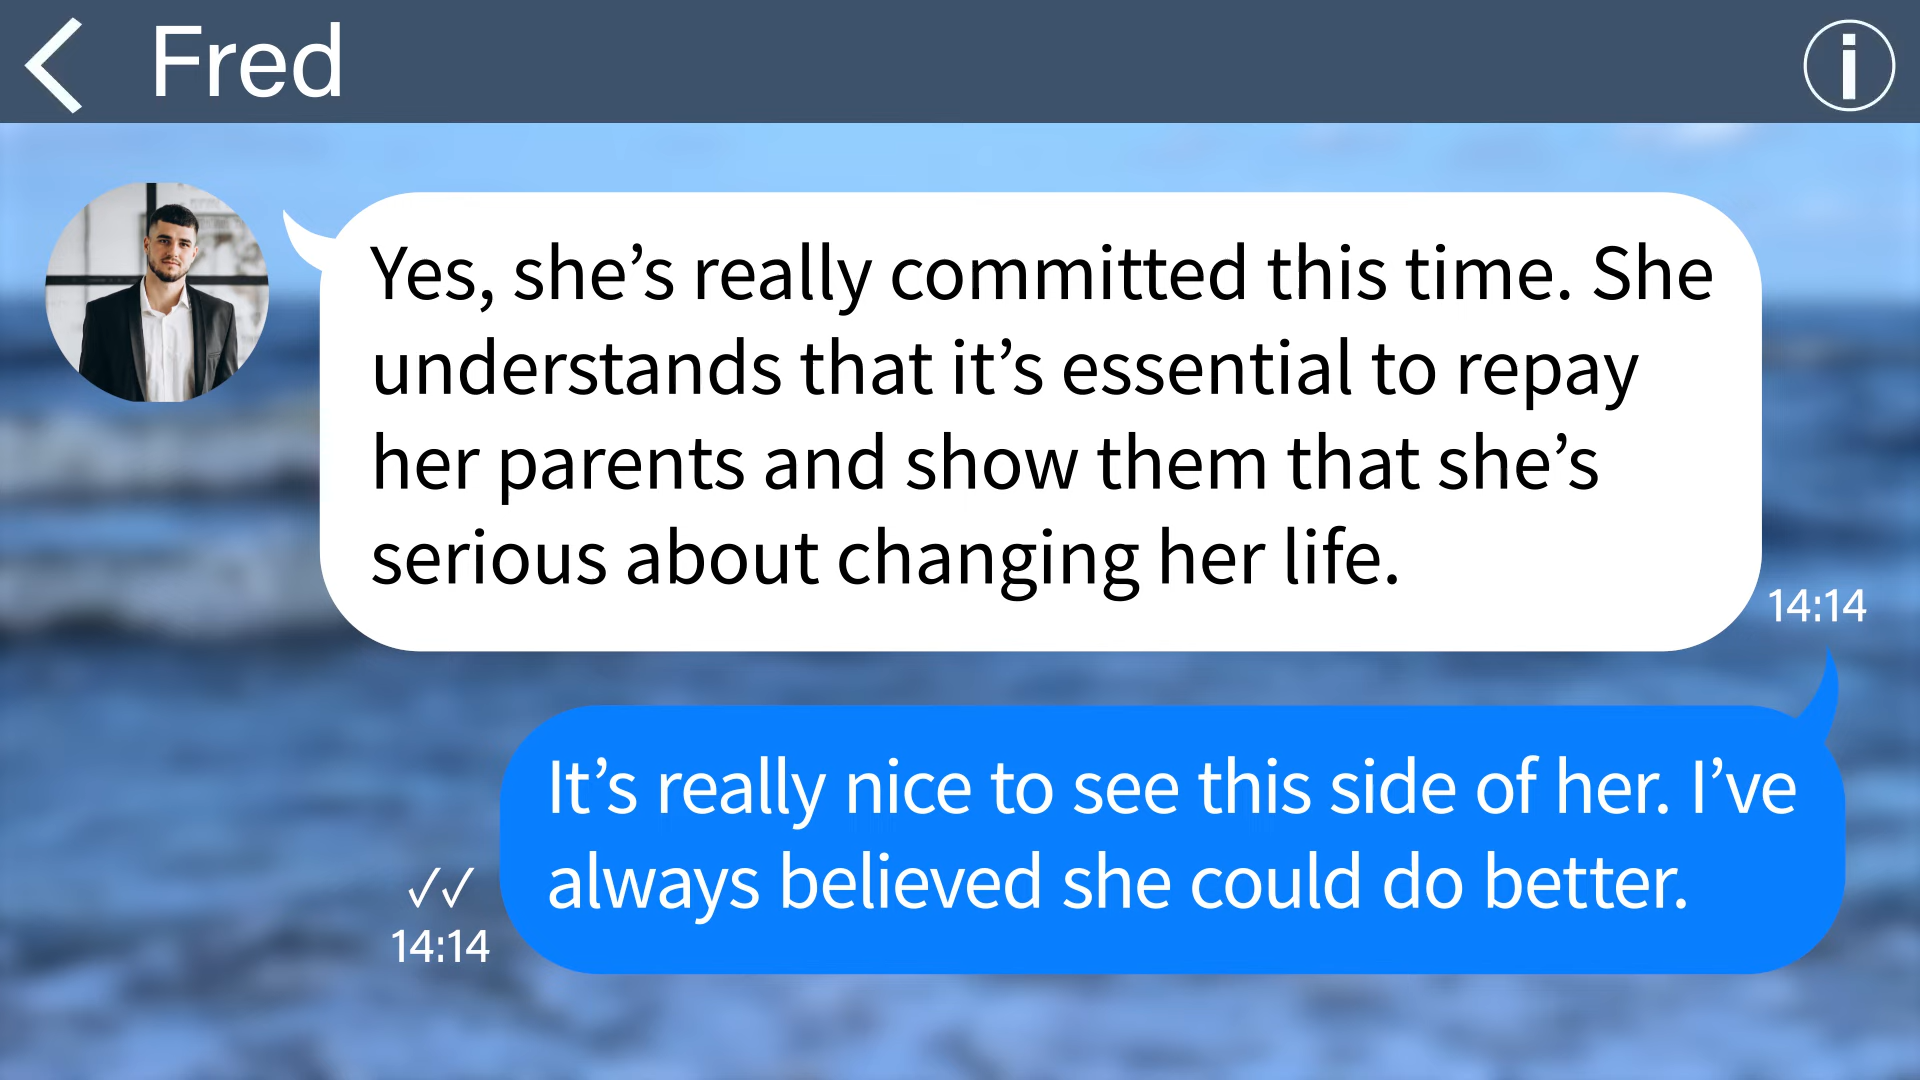 Fred
Yes, she’s really committed this time. She
understands that it’s essential to repay
her parents and show them that she’s
serious about changing her life.
14:14
It’s really nice to see this side of her. I’ve
always believed she could do better.
✓✓
14:14